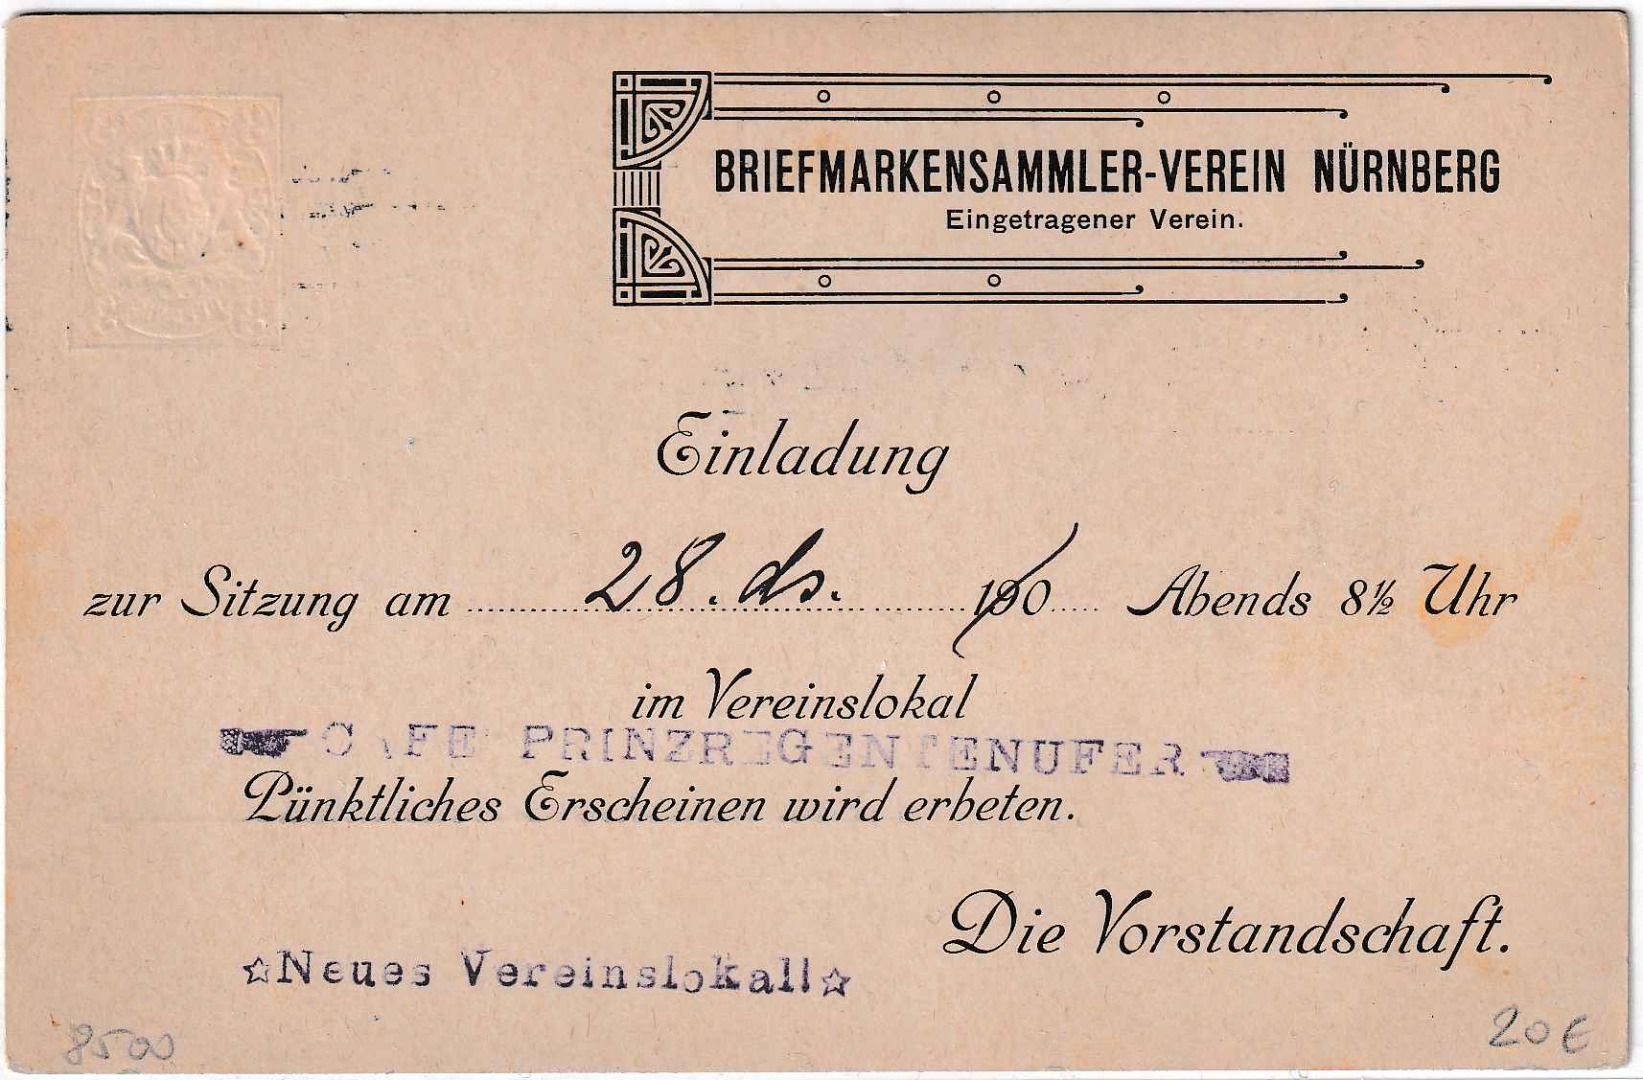 BRIEFMARKENSAMMLER-VEREIN NÜRNBERG
Eingetragener Verein.
Einladung
zur Sitzung am 28. ds. 190 Abends 8½ Uhr
im Vereinslokal
CAFE PRINZREGENTENUFER
Pünktliches Erscheinen wird erbeten.
Die Vorstandschaft.
☆Neues Vereinslokal!☆
8500
20 €